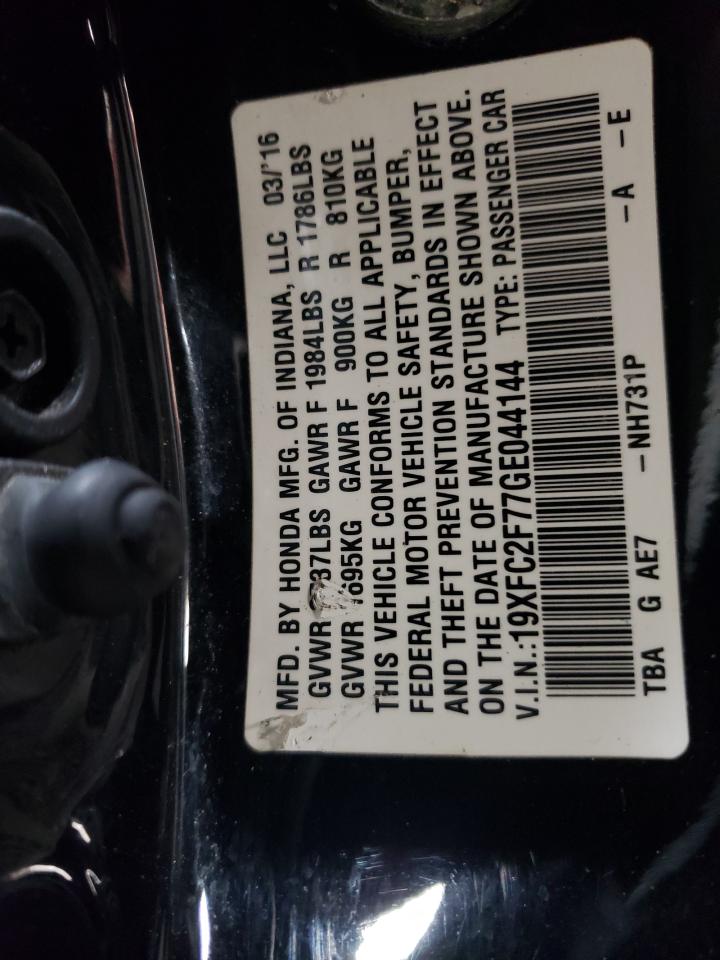 MFD. BY HONDA MFG. OF INDIANA, LLC 03/'16
GVWR 87LBS GAWR F 1984LBS R 1786LBS
GVWR 1695KG GAWR F 900KG R 810KG
THIS VEHICLE CONFORMS TO ALL APPLICABLE
FEDERAL MOTOR VEHICLE SAFETY, BUMPER,
AND THEFT PREVENTION STANDARDS IN EFFECT
ON THE DATE OF MANUFACTURE SHOWN ABOVE.
V.I.N.:19XFC2F77GE044144 TYPE: PASSENGER CAR
TBA G AE7 -NH731P -A -E